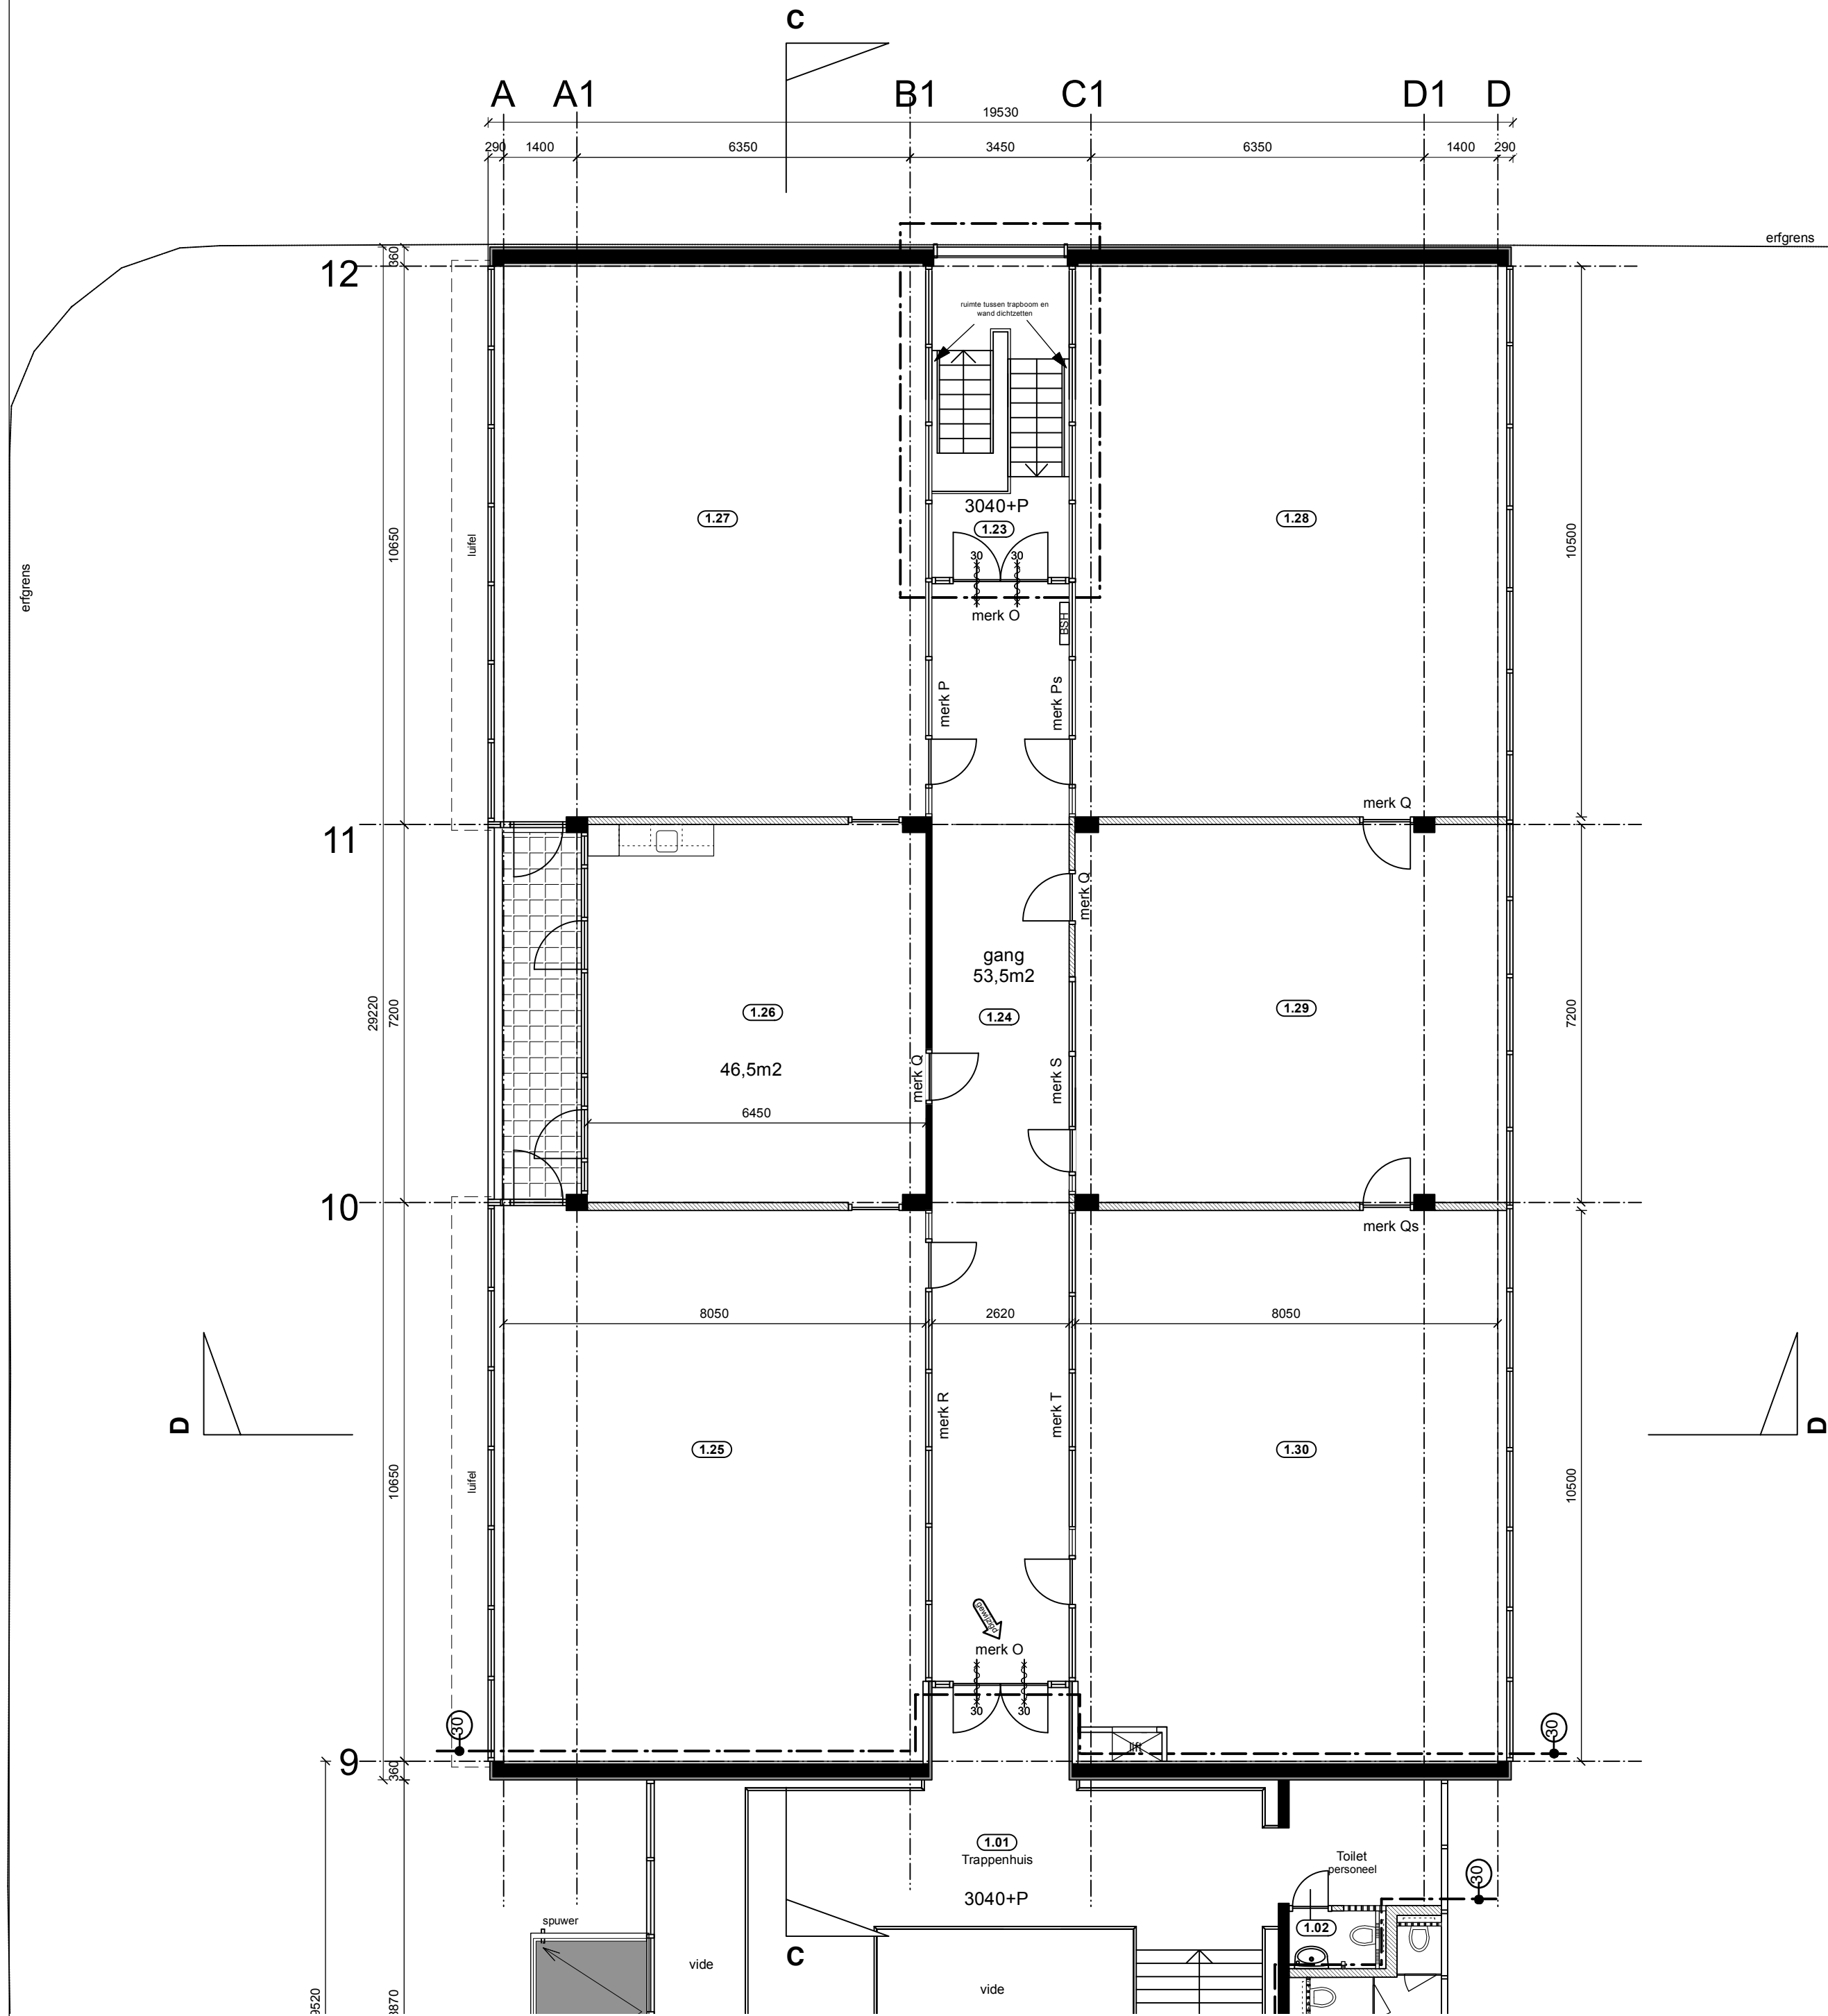 C
A A1 B1 C1 D1 D
19530
290 1400 6350 3450 6350 1400 290
erfgrens
360
12
ruimte tussen trapboom en
wand dichtzetten
3040+P
1.23
1.27
1.28
10650
luifel
10500
erfgrens
30 30
merk O
BSH
merk P
merk Ps
merk Q
11
merk Q
gang
53,5m2
1.24
1.26
1.29
29220
7200
7200
46,5m2
merk Q
merk S
6450
10
merk Qs
8050 2620 8050
D
merk R
merk T
D
1.25
1.30
10650
luifel
10500
gewijzigd
merk O
30 30
30
30
lift
9
360
1.01
Trappenhuis
3040+P
Toilet
personeel
30
1.02
spuwer
C
vide
vide
9520
3870